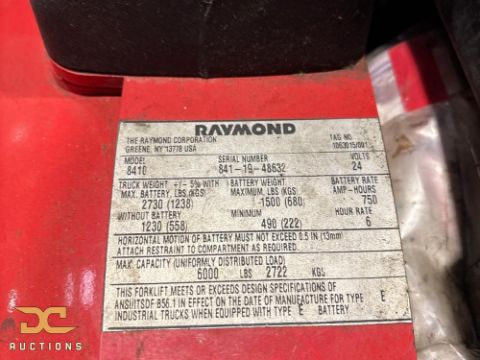 RAYMOND
THE RAYMOND CORPORATION
GREENE, NY 13778 USA
TAG NO.
1063015/001
MODEL SERIAL NUMBER VOLTS
8410 841-19-48632 24
TRUCK WEIGHT +/- 5% WITH BATTERY WEIGHT BATTERY RATE
MAX. BATTERY, LBS (KGS) MAXIMUM LBS (KGS) AMP-HOURS
2730 (1238) 1500 (680) 750
WITHOUT BATTERY MINIMUM HOUR RATE
1230 (558) 490 (222) 6
HORIZONTAL MOTION OF BATTERY MUST NOT EXCEED 0.5 IN (13mm)
ATTACH RESTRAINT TO COMPARTMENT AS REQUIRED.
MAX. CAPACITY (UNIFORMLY DISTRIBUTED LOAD)
6000 LBS 2722 KGS
THIS FORKLIFT MEETS OR EXCEEDS DESIGN SPECIFICATIONS OF
ANSI/ITSDF B56.1 IN EFFECT ON THE DATE OF MANUFACTURE FOR TYPE E
INDUSTRIAL TRUCKS WHEN EQUIPPED WITH TYPE E BATTERY
DC
AUCTIONS